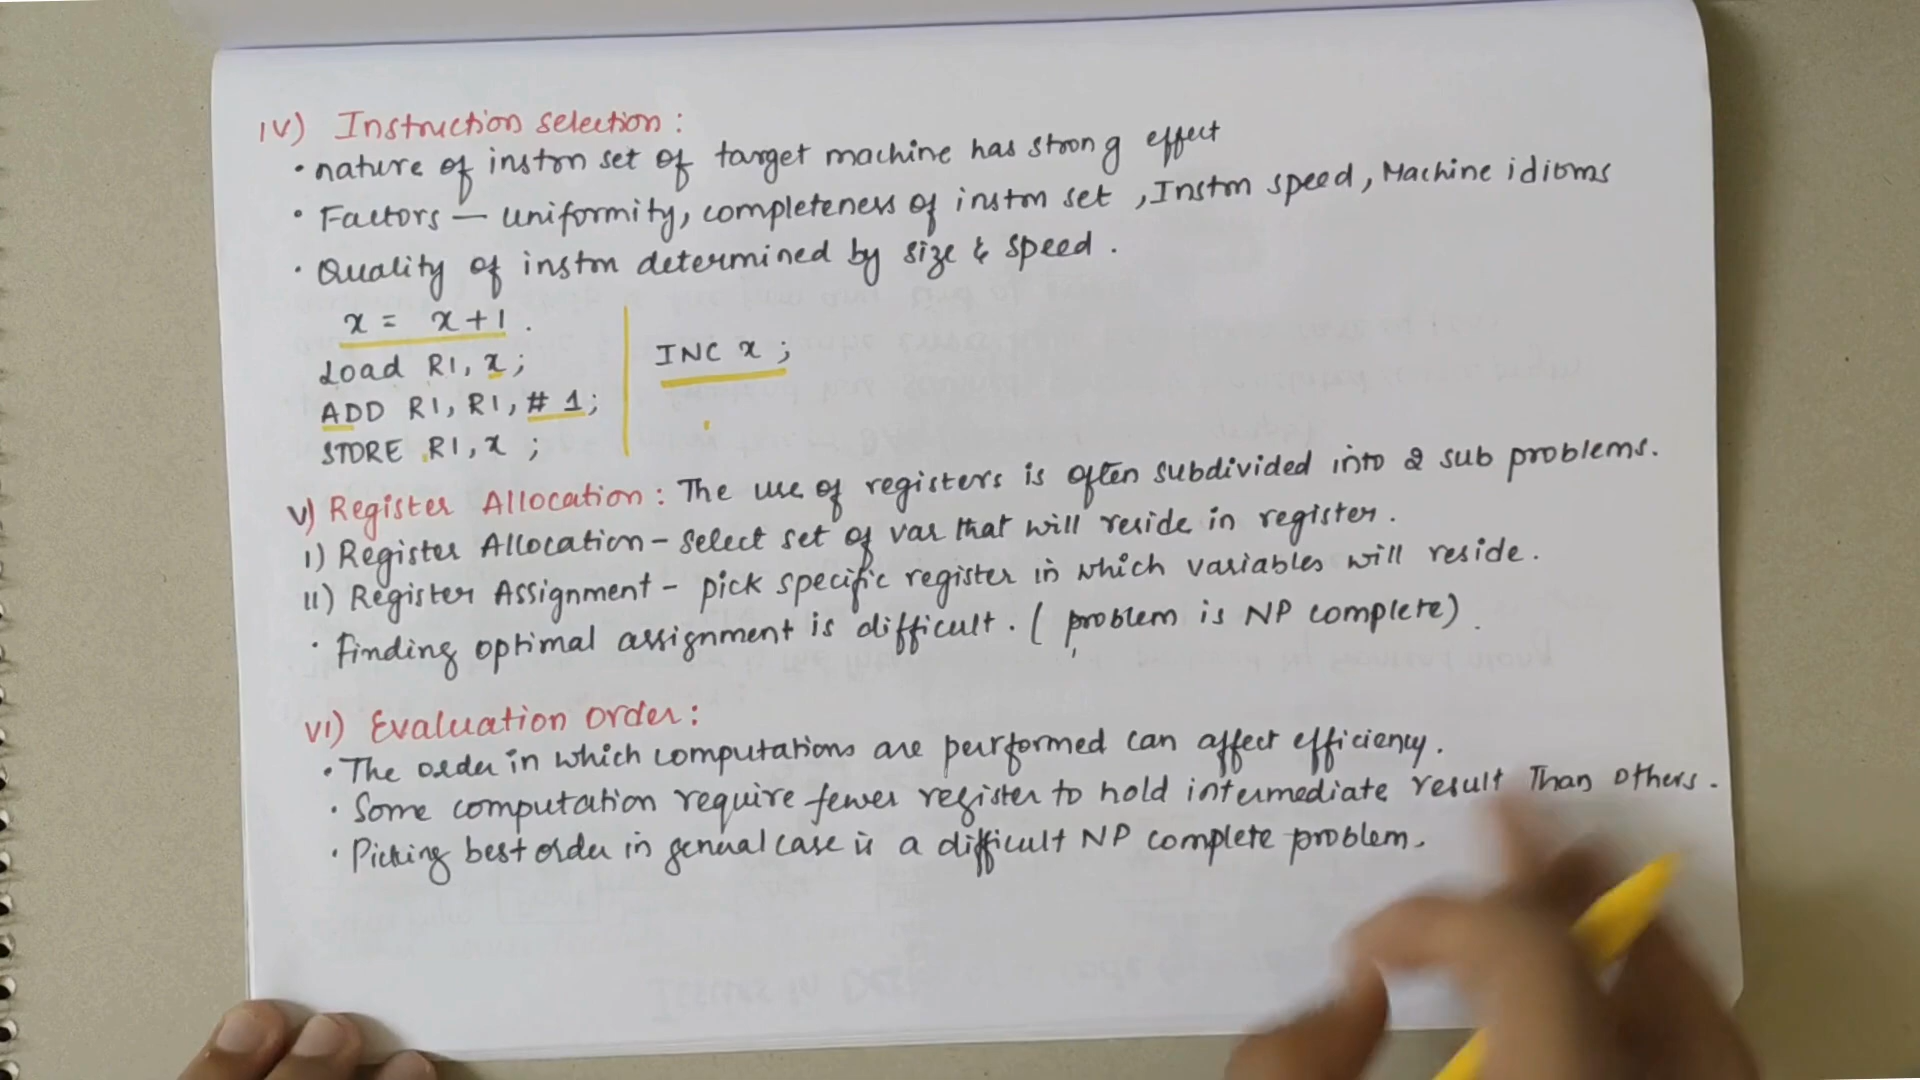 IV) Instruction selection :
• nature of instrn set of target machine has strong effect
• Factors — uniformity, completeness of instrn set , Instrn speed, Machine idioms
• Quality of instrn determined by size & speed .
x = x + 1 .
Load R1, x ;
ADD R1, R1, # 1 ;
STORE R1, x ;
INC x ;
V) Register Allocation : The use of registers is often subdivided into 2 sub problems.
I) Register Allocation - select set of var that will reside in register .
II) Register Assignment - pick specific register in which variables will reside .
• Finding optimal assignment is difficult . ( problem is NP complete) .
VI) Evaluation Order :
• The order in which computations are performed can affect efficiency .
• Some computation require fewer register to hold intermediate result Than others .
• Picking best order in general case is a difficult NP complete problem .